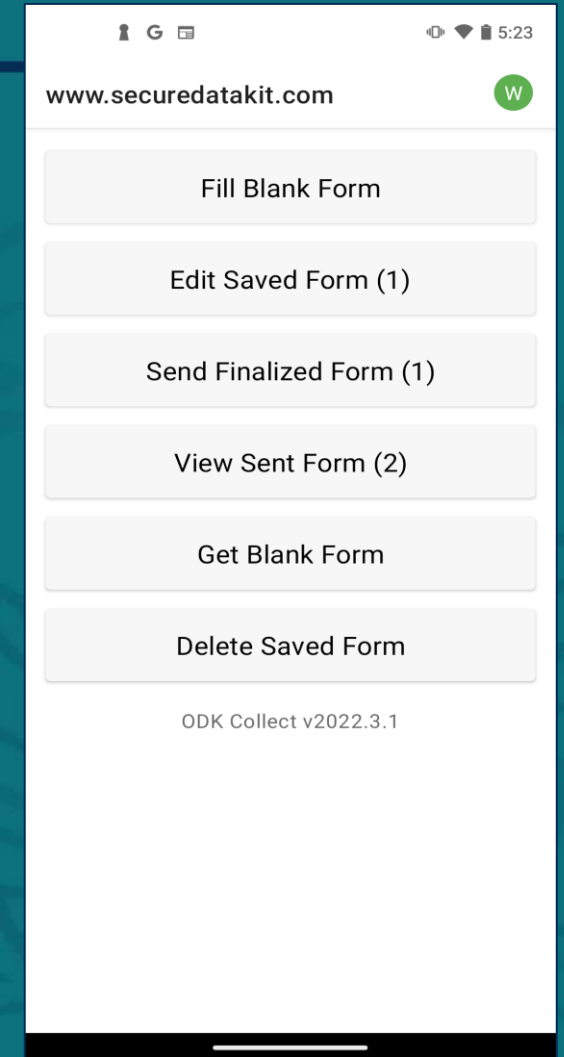 5:23
www.securedatakit.com
W
Fill Blank Form
Edit Saved Form (1)
Send Finalized Form (1)
View Sent Form (2)
Get Blank Form
Delete Saved Form
ODK Collect v2022.3.1